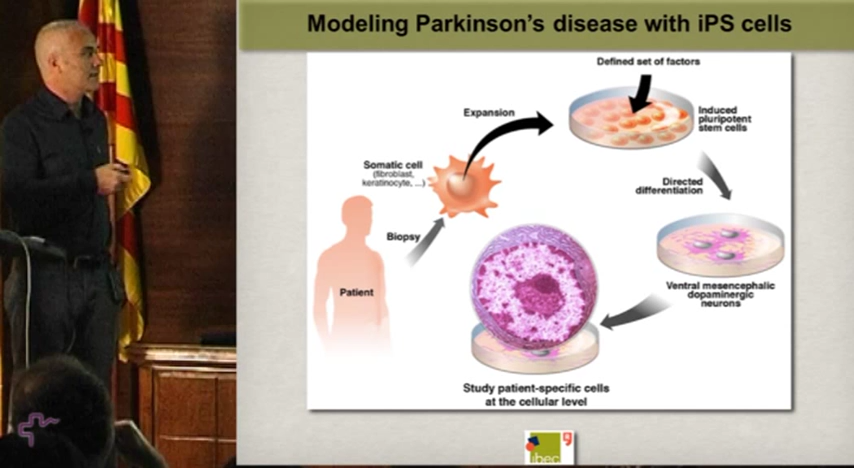 Modeling Parkinson's disease with iPS cells
Defined set of factors
Expansion
Induced
pluripotent
stem cells
Somatic cell
(fibroblast,
keratinocyte, ...)
Directed
differentiation
Biopsy
Patient
Ventral mesencephalic
dopaminergic
neurons
Study patient-specific cells
at the cellular level
ibec